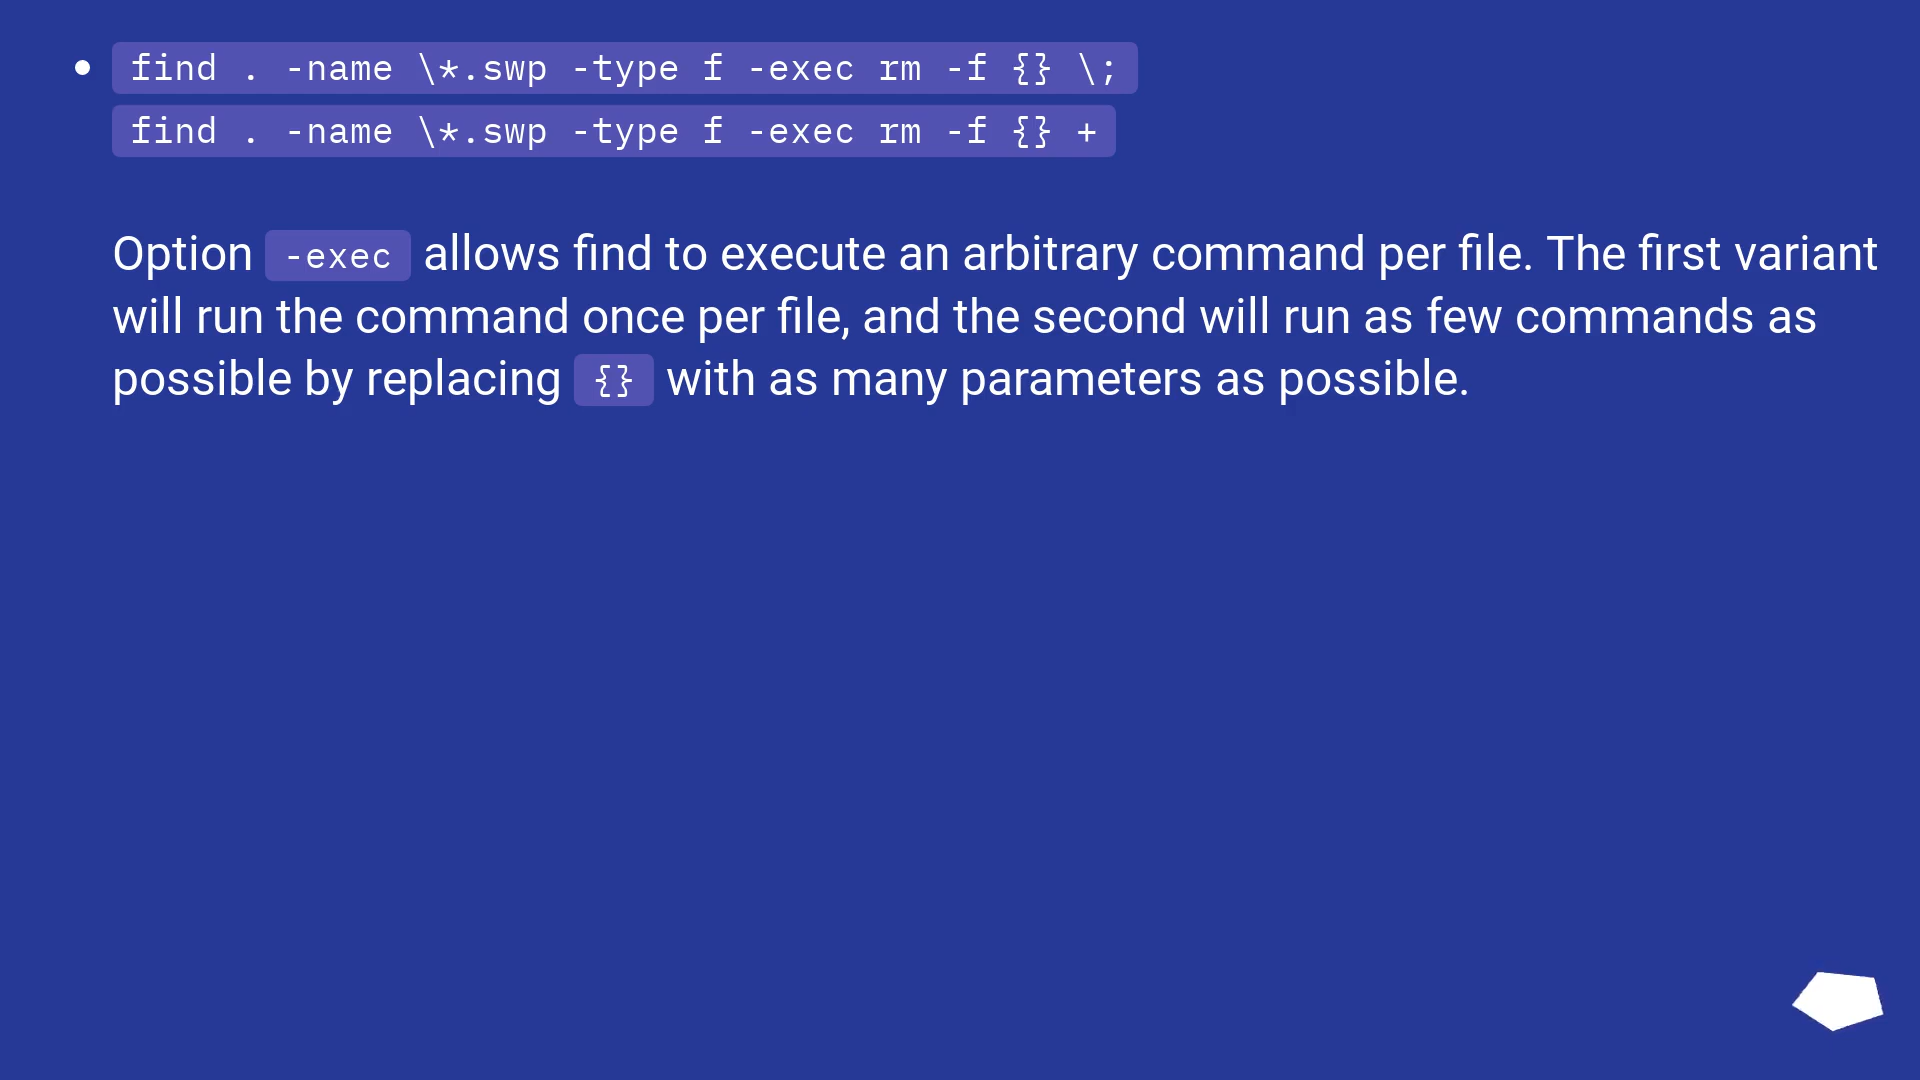 • find . -name \*.swp -type f -exec rm -f {} \;
find . -name \*.swp -type f -exec rm -f {} +
Option -exec allows find to execute an arbitrary command per file. The first variant
will run the command once per file, and the second will run as few commands as
possible by replacing {} with as many parameters as possible.